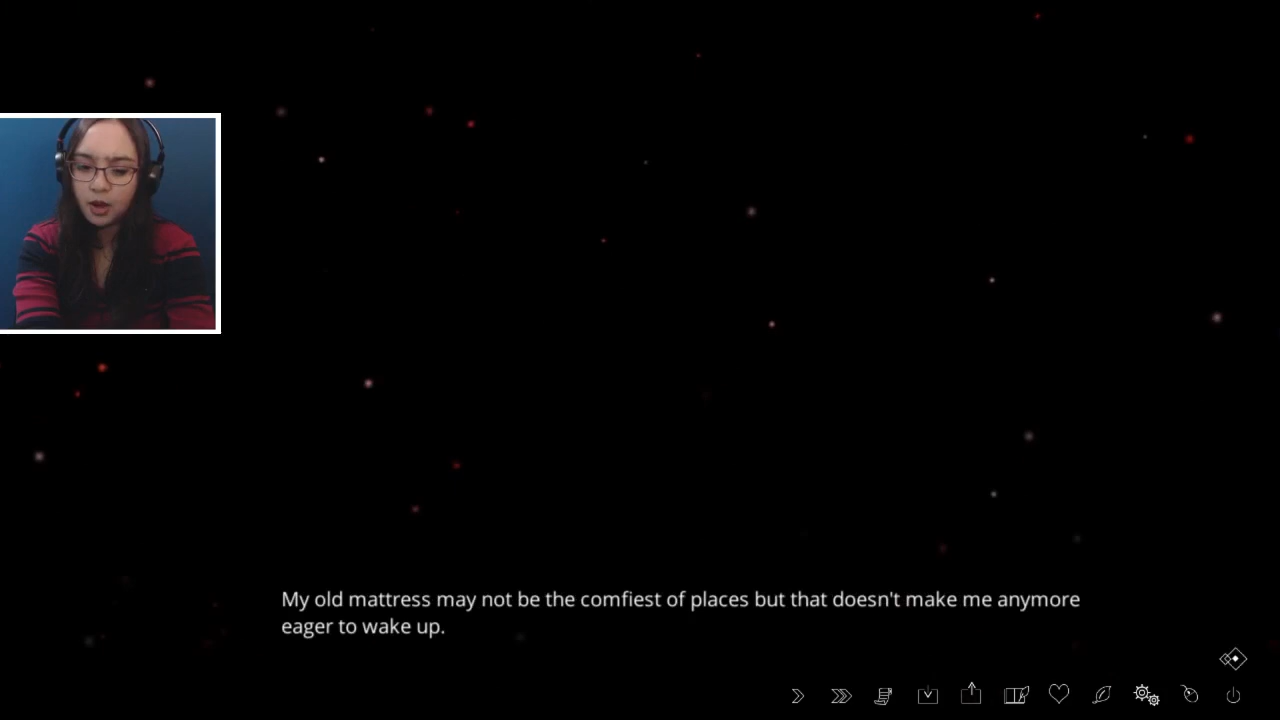 My old mattress may not be the comfiest of places but that doesn't make me anymore
eager to wake up.